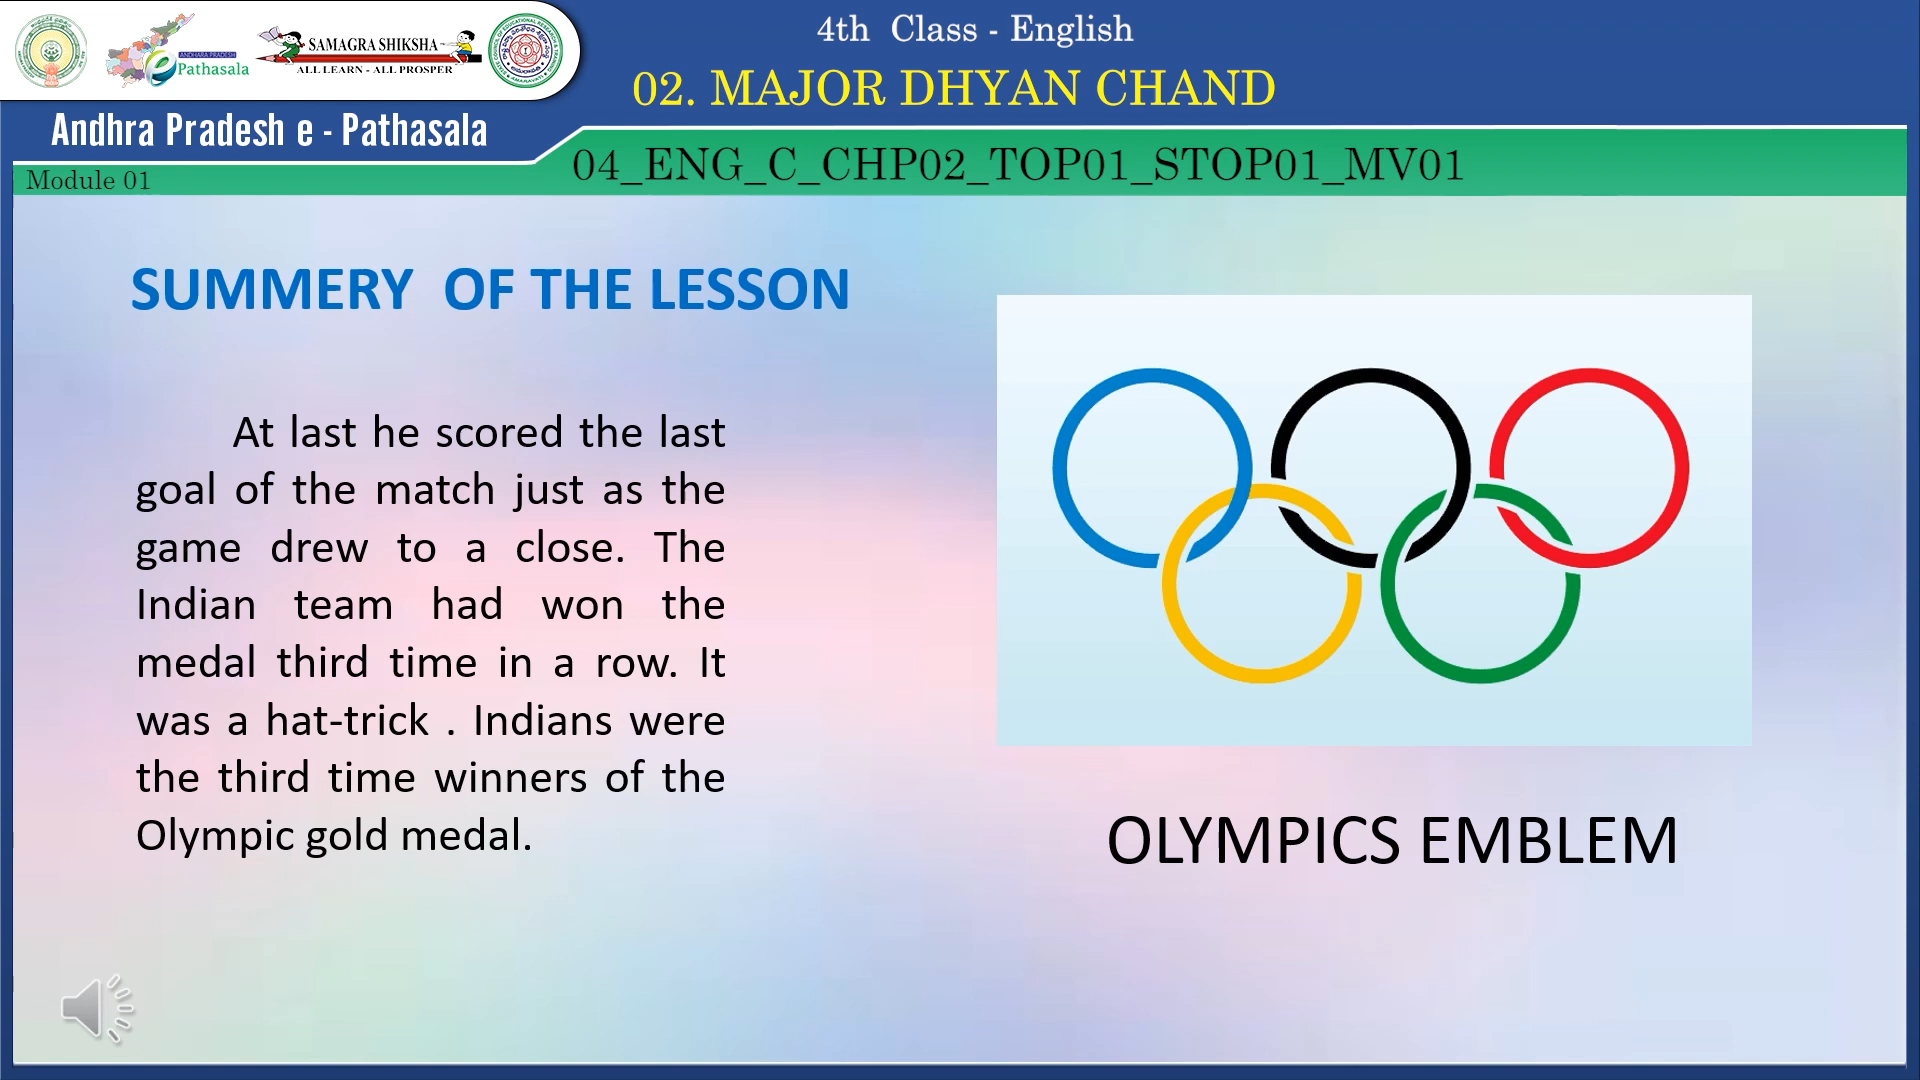 4th Class - English
02. MAJOR DHYAN CHAND
ANDHRA PRADESH
e Pathasala
SAMAGRA SHIKSHA
ALL LEARN - ALL PROSPER
Andhra Pradesh e - Pathasala
04_ENG_C_CHP02_TOP01_STOP01_MV01
Module 01
SUMMERY OF THE LESSON
At last he scored the last
goal of the match just as the
game drew to a close. The
Indian team had won the
medal third time in a row. It
was a hat-trick . Indians were
the third time winners of the
Olympic gold medal.
OLYMPICS EMBLEM